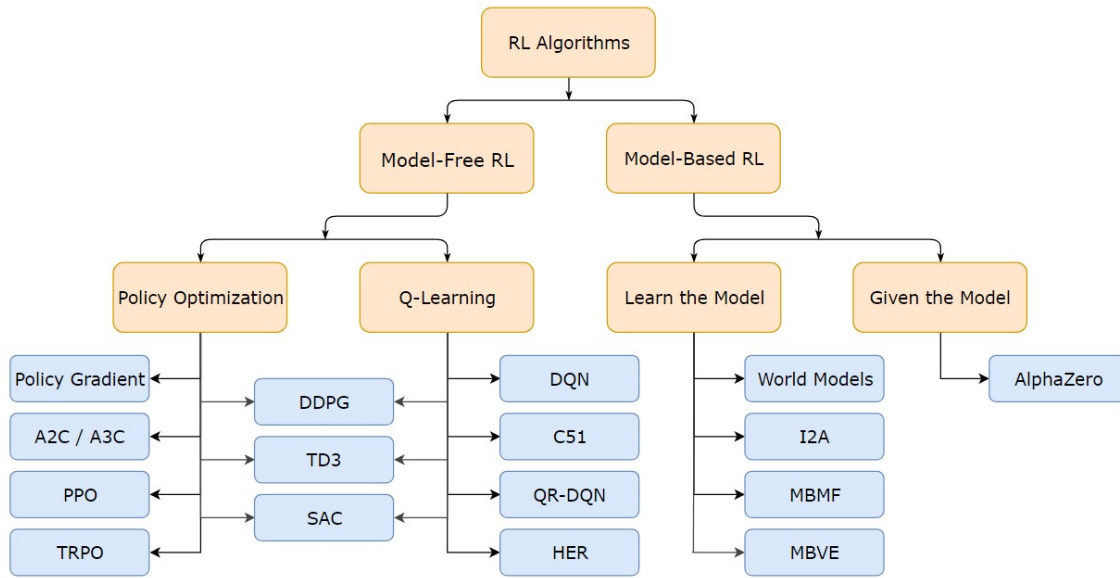 RL Algorithms
Model-Free RL
Model-Based RL
Policy Optimization
Q-Learning
Learn the Model
Given the Model
Policy Gradient
DDPG
DQN
World Models
AlphaZero
A2C / A3C
TD3
C51
I2A
PPO
SAC
QR-DQN
MBMF
TRPO
HER
MBVE